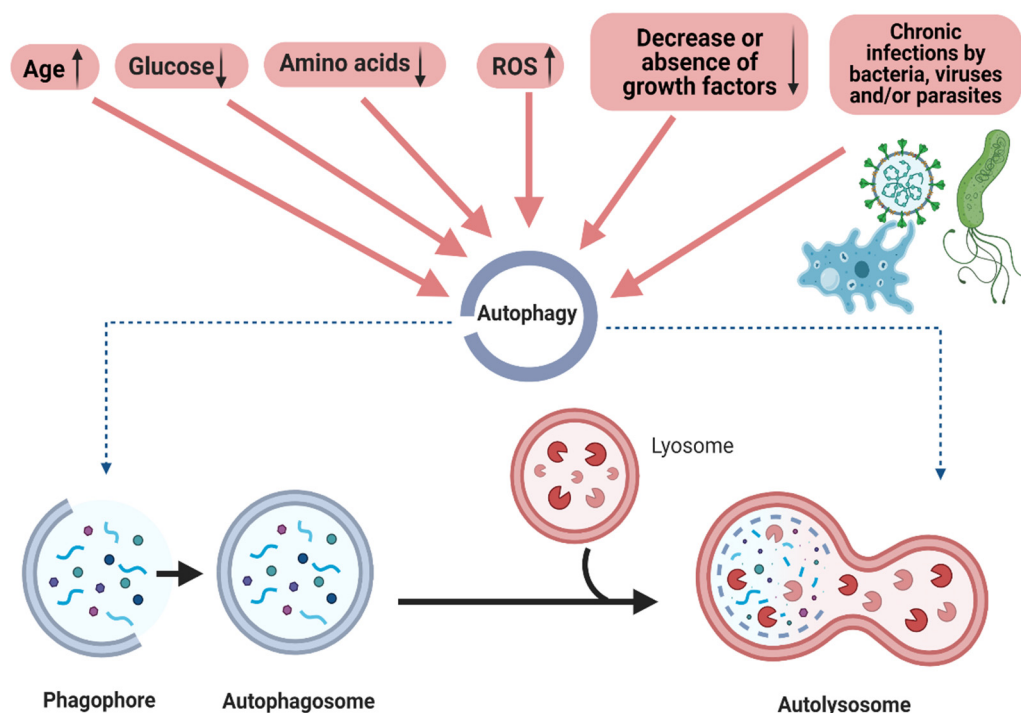 Age
Glucose
Amino acids
ROS
Decrease or
absence of
growth factors
Chronic
infections by
bacteria, viruses
and/or parasites
Autophagy
Lyosome
Phagophore
Autophagosome
Autolysosome